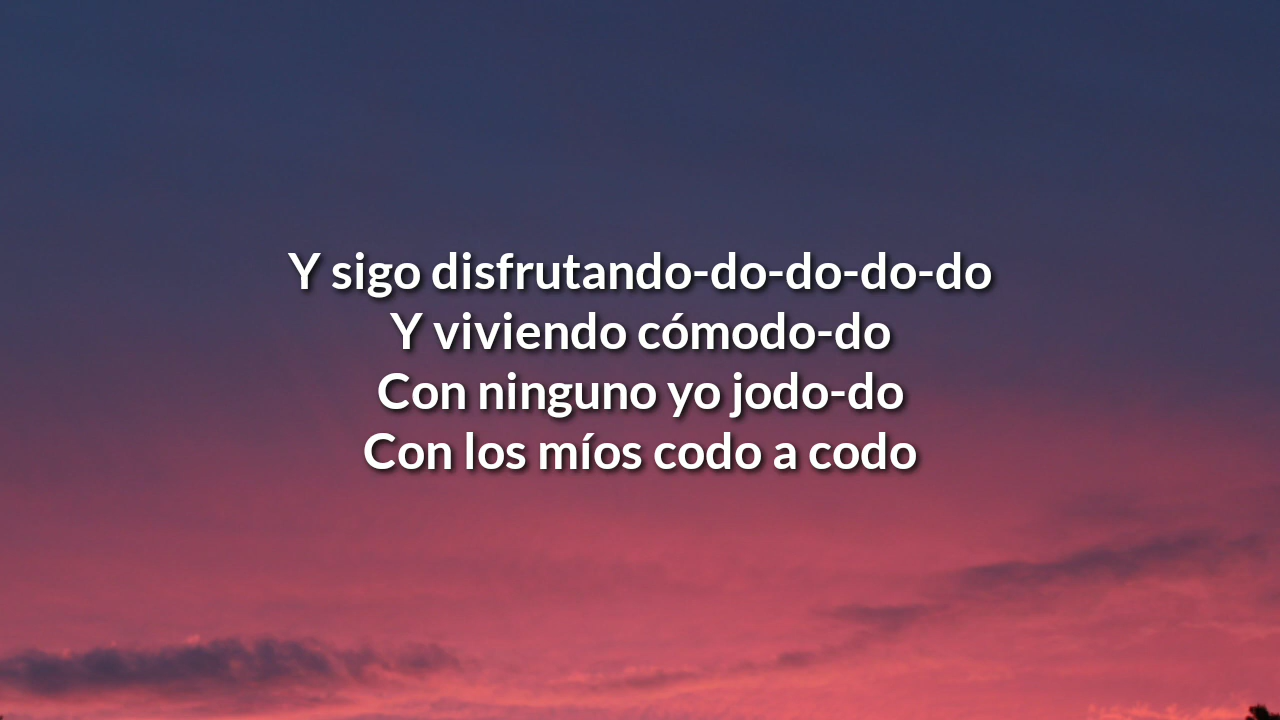 Y sigo disfrutando-do-do-do-do
Y viviendo cómodo-do
Con ninguno yo jodo-do
Con los míos codo a codo